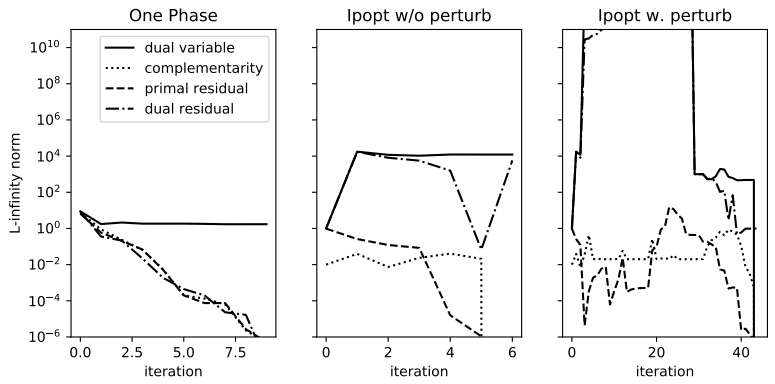 One Phase
Ipopt w/o perturb
Ipopt w. perturb
L-infinity norm
10^10
10^8
10^6
10^4
10^2
10^0
10^−2
10^−4
10^−6
dual variable
complementarity
primal residual
dual residual
0.0 2.5 5.0 7.5
0 2 4 6
0 20 40
iteration
iteration
iteration